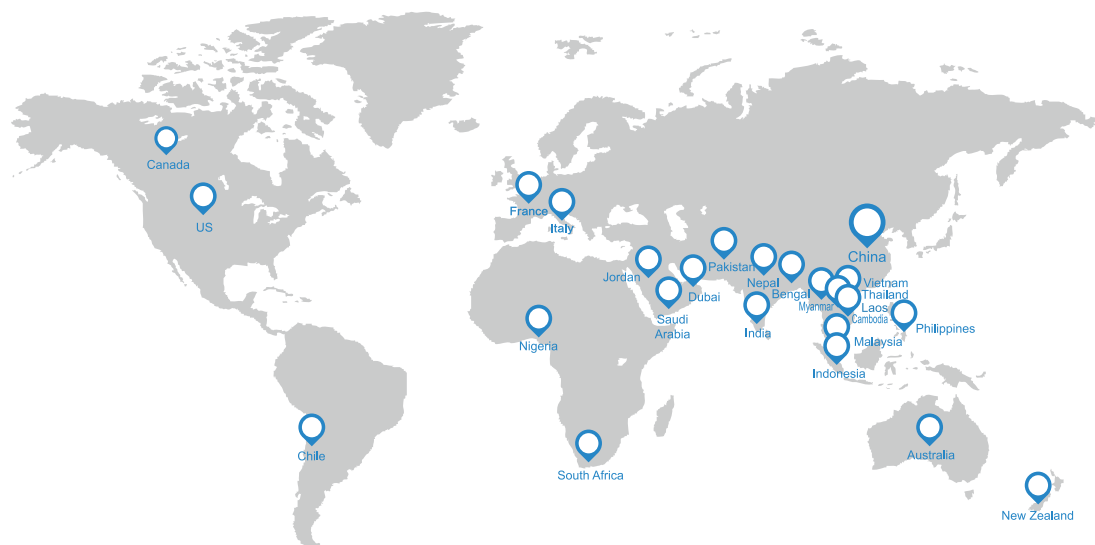 Canada
US
France
Italy
China
Jordan
Pakistan
Nepal
Dubai
Bengal
Vietnam
Myanmar
Thailand
Laos
Cambodia
Saudi
Arabia
India
Philippines
Nigeria
Malaysia
Indonesia
Chile
South Africa
Australia
New Zealand